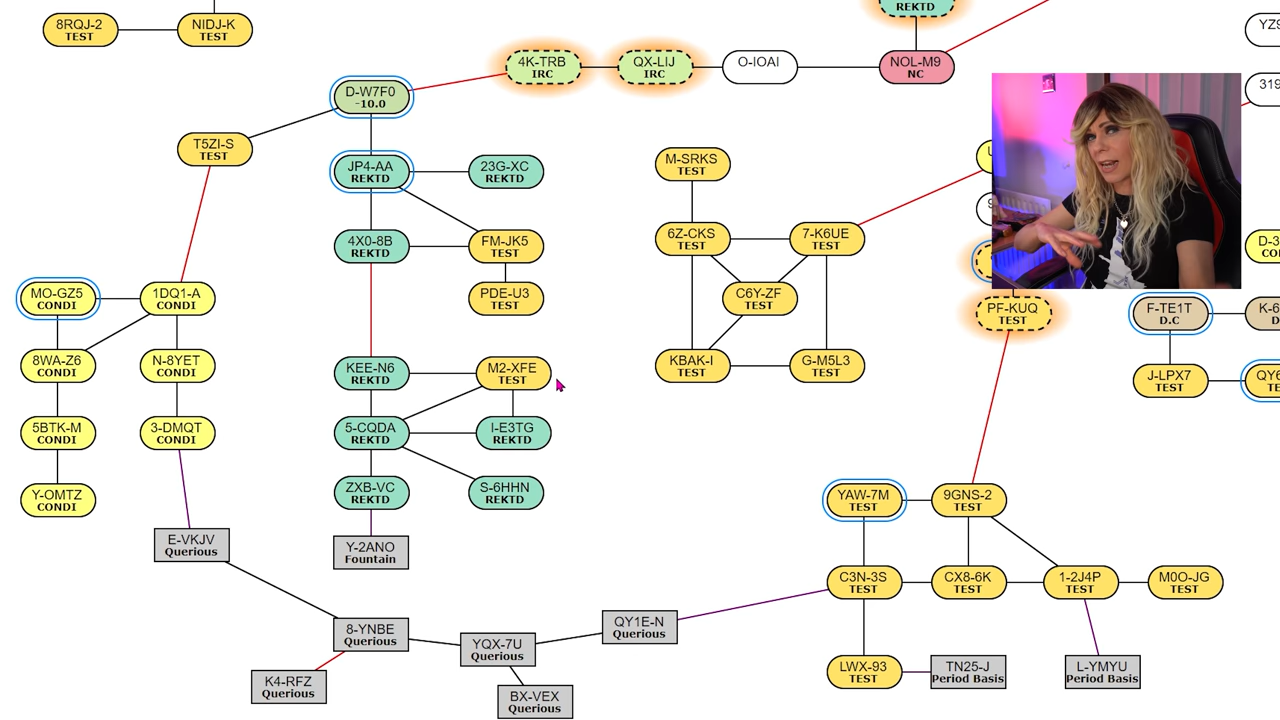 8RQJ-2
TEST
NIDJ-K
TEST
REKTD
4K-TRB
IRC
QX-LIJ
IRC
O-IOAI
NOL-M9
NC
D-W7F0
-10.0
T5ZI-S
TEST
JP4-AA
REKTD
23G-XC
REKTD
M-SRKS
TEST
4X0-8B
REKTD
FM-JK5
TEST
6Z-CKS
TEST
7-K6UE
TEST
PDE-U3
TEST
C6Y-ZF
TEST
MO-GZ5
CONDI
1DQ1-A
CONDI
PF-KUQ
TEST
F-TE1T
D.C
8WA-Z6
CONDI
N-8YET
CONDI
KEE-N6
REKTD
M2-XFE
TEST
KBAK-I
TEST
G-M5L3
TEST
J-LPX7
TEST
5BTK-M
CONDI
3-DMQT
CONDI
5-CQDA
REKTD
I-E3TG
REKTD
Y-OMTZ
CONDI
ZXB-VC
REKTD
S-6HHN
REKTD
YAW-7M
TEST
9GNS-2
TEST
E-VKJV
Querious
Y-2ANO
Fountain
C3N-3S
TEST
CX8-6K
TEST
1-2J4P
TEST
M0O-JG
TEST
8-YNBE
Querious
YQX-7U
Querious
QY1E-N
Querious
K4-RFZ
Querious
BX-VEX
Querious
LWX-93
TEST
TN25-J
Period Basis
L-YMYU
Period Basis